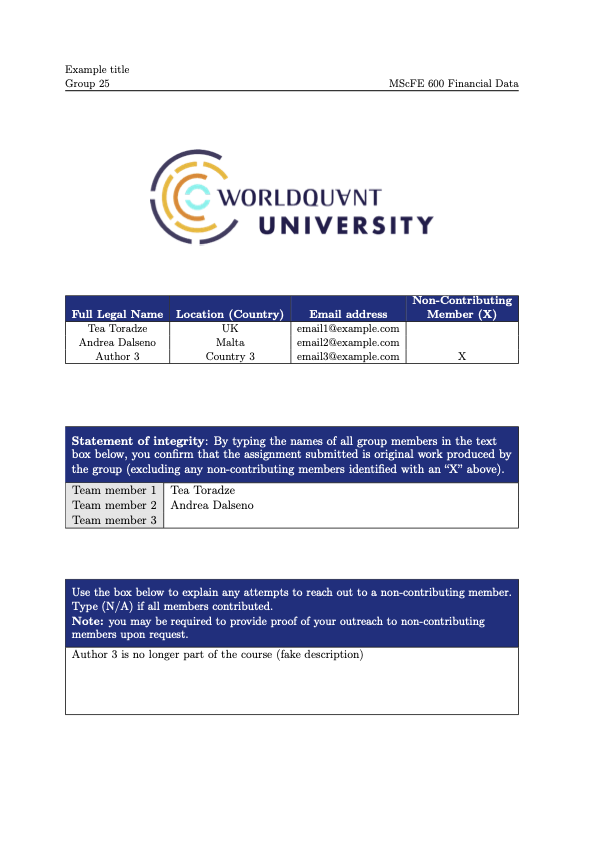 Example title
Group 25 MScFE 600 Financial Data
WORLDQU∀NT
UNIVERSITY
Non-Contributing
Full Legal Name Location (Country) Email address Member (X)
Tea Toradze UK email1@example.com
Andrea Dalseno Malta email2@example.com
Author 3 Country 3 email3@example.com X
Statement of integrity: By typing the names of all group members in the text
box below, you confirm that the assignment submitted is original work produced by
the group (excluding any non-contributing members identified with an “X” above).
Team member 1 Tea Toradze
Team member 2 Andrea Dalseno
Team member 3
Use the box below to explain any attempts to reach out to a non-contributing member.
Type (N/A) if all members contributed.
Note: you may be required to provide proof of your outreach to non-contributing
members upon request.
Author 3 is no longer part of the course (fake description)